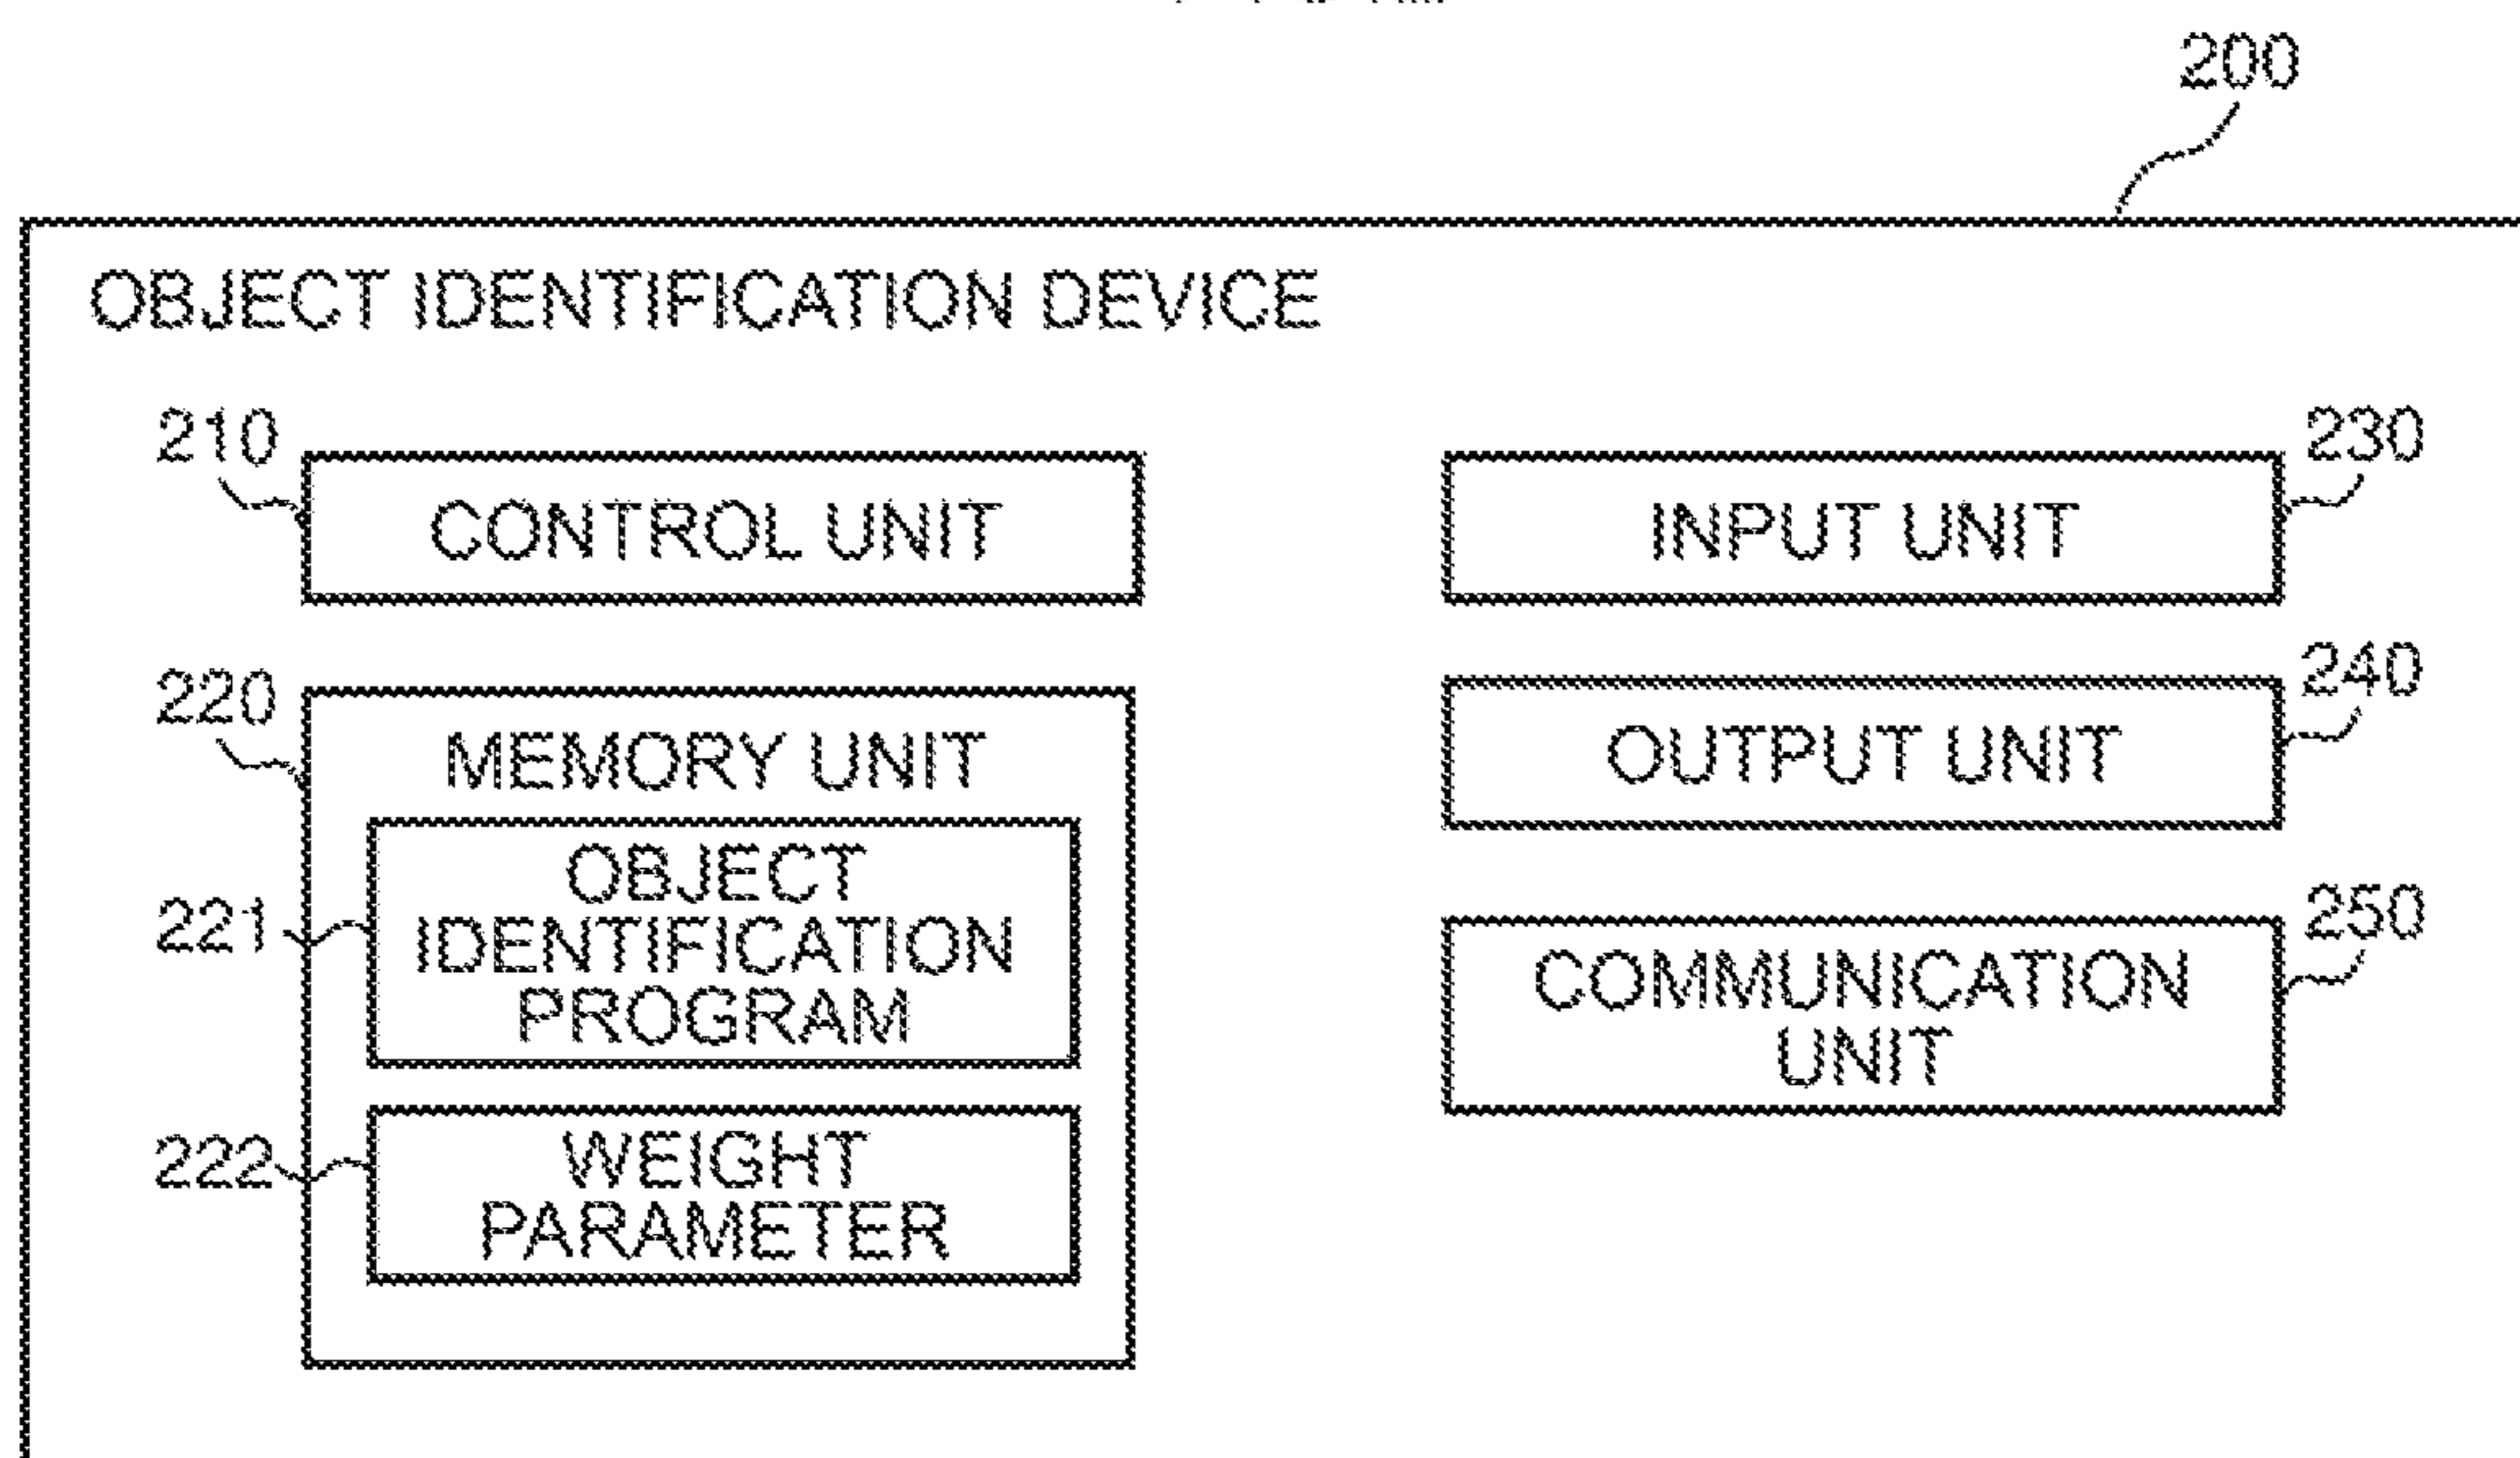 200
OBJECT IDENTIFICATION DEVICE
210
CONTROL UNIT
230
INPUT UNIT
220
MEMORY UNIT
240
OUTPUT UNIT
221
OBJECT
IDENTIFICATION
PROGRAM
250
COMMUNICATION
UNIT
222
WEIGHT
PARAMETER